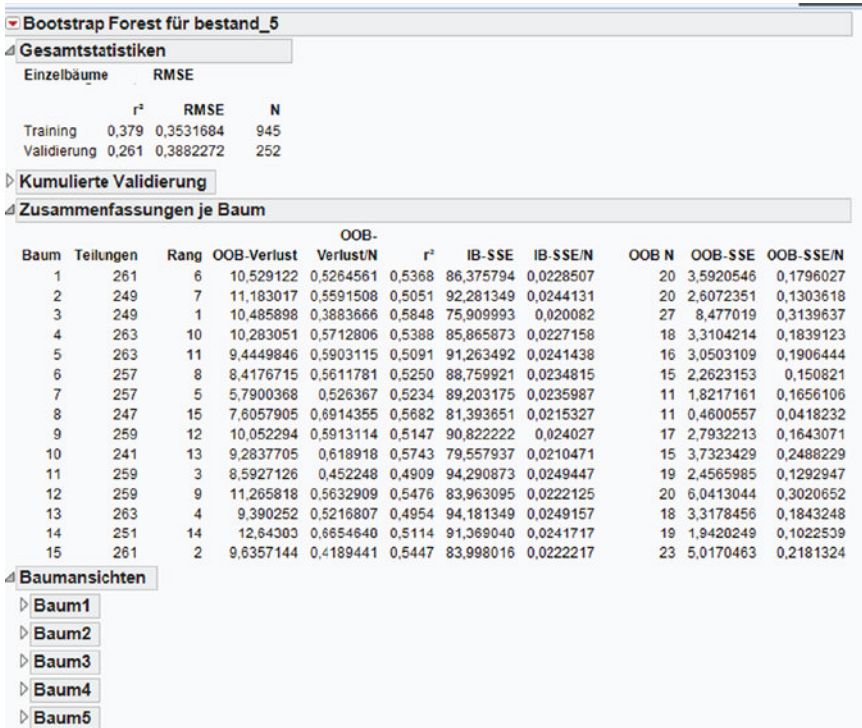 Bootstrap Forest für bestand_5
Gesamtstatistiken
Einzelbäume RMSE
r² RMSE N
Training 0,379 0,3531684 945
Validierung 0,261 0,3882272 252
Kumulierte Validierung
Zusammenfassungen je Baum
OOB-
Baum Teilungen Rang OOB-Verlust Verlust/N r² IB-SSE IB-SSE/N OOB N OOB-SSE OOB-SSE/N
1 261 6 10,529122 0,5264561 0,5368 86,375794 0,0228507 20 3,5920546 0,1796027
2 249 7 11,183017 0,5591508 0,5051 92,281349 0,0244131 20 2,6072351 0,1303618
3 249 1 10,485898 0,3883666 0,5848 75,909993 0,020082 27 8,477019 0,3139637
4 263 10 10,283051 0,5712806 0,5388 85,865873 0,0227158 18 3,3104214 0,1839123
5 263 11 9,4449846 0,5903115 0,5091 91,263492 0,0241438 16 3,0503109 0,1906444
6 257 8 8,4176715 0,5611781 0,5250 88,759921 0,0234815 15 2,2623153 0,150821
7 257 5 5,7900368 0,526367 0,5234 89,203175 0,0235987 11 1,8217161 0,1656106
8 247 15 7,6057905 0,6914355 0,5682 81,393651 0,0215327 11 0,4600557 0,0418232
9 259 12 10,052294 0,5913114 0,5147 90,822222 0,024027 17 2,7932213 0,1643071
10 241 13 9,2837705 0,618918 0,5743 79,557937 0,0210471 15 3,7323429 0,2488229
11 259 3 8,5927126 0,452248 0,4909 94,290873 0,0249447 19 2,4565985 0,1292947
12 259 9 11,265818 0,5632909 0,5476 83,963095 0,0222125 20 6,0413044 0,3020652
13 263 4 9,390252 0,5216807 0,4954 94,181349 0,0249157 18 3,3178456 0,1843248
14 251 14 12,64383 0,6654640 0,5114 91,369040 0,0241717 19 1,9420249 0,1022539
15 261 2 9,6357144 0,4189441 0,5447 83,998016 0,0222217 23 5,0170463 0,2181324
Baumansichten
Baum1
Baum2
Baum3
Baum4
Baum5